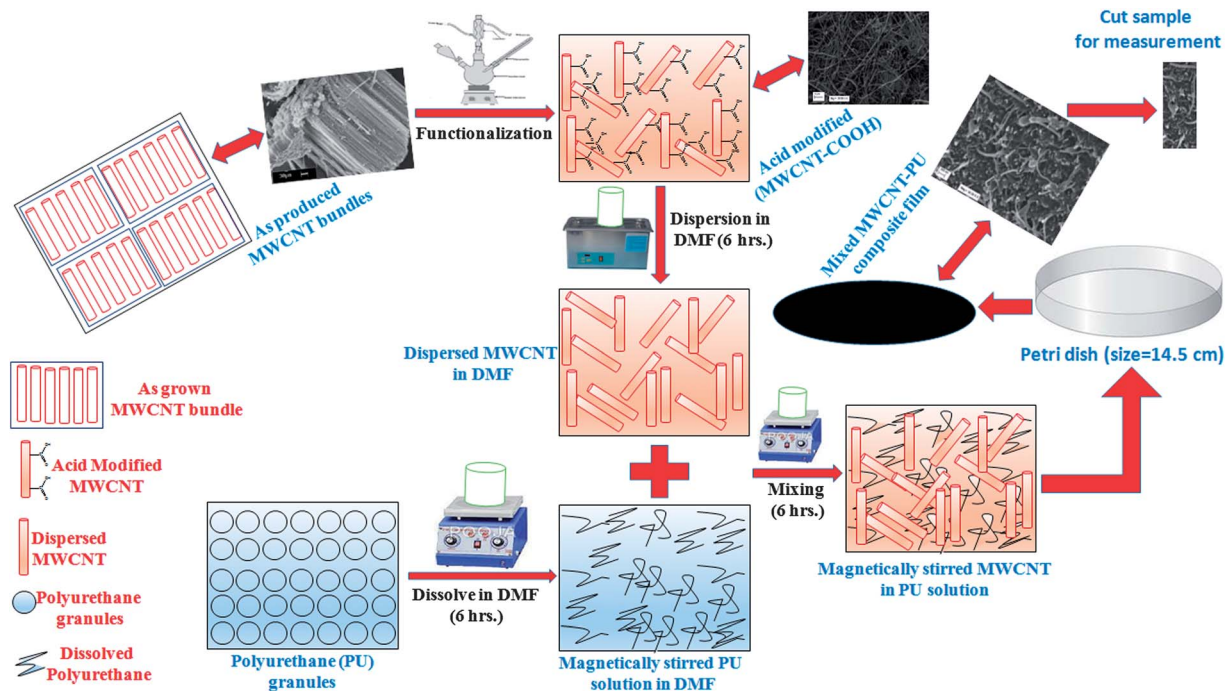 Cut sample
for measurement
Functionalization
Acid modified
(MWCNT-COOH)
As produced
MWCNT bundles
Dispersion in
DMF (6 hrs.)
Mixed MWCNT-PU
composite film
Dispersed MWCNT
in DMF
Petri dish (size=14.5 cm)
As grown
MWCNT bundle
Acid Modified
MWCNT
Mixing
(6 hrs.)
Dispersed
MWCNT
Dissolve in DMF
(6 hrs.)
Magnetically stirred MWCNT
in PU solution
Polyurethane
granules
Dissolved
Polyurethane
Polyurethane (PU)
granules
Magnetically stirred PU
solution in DMF